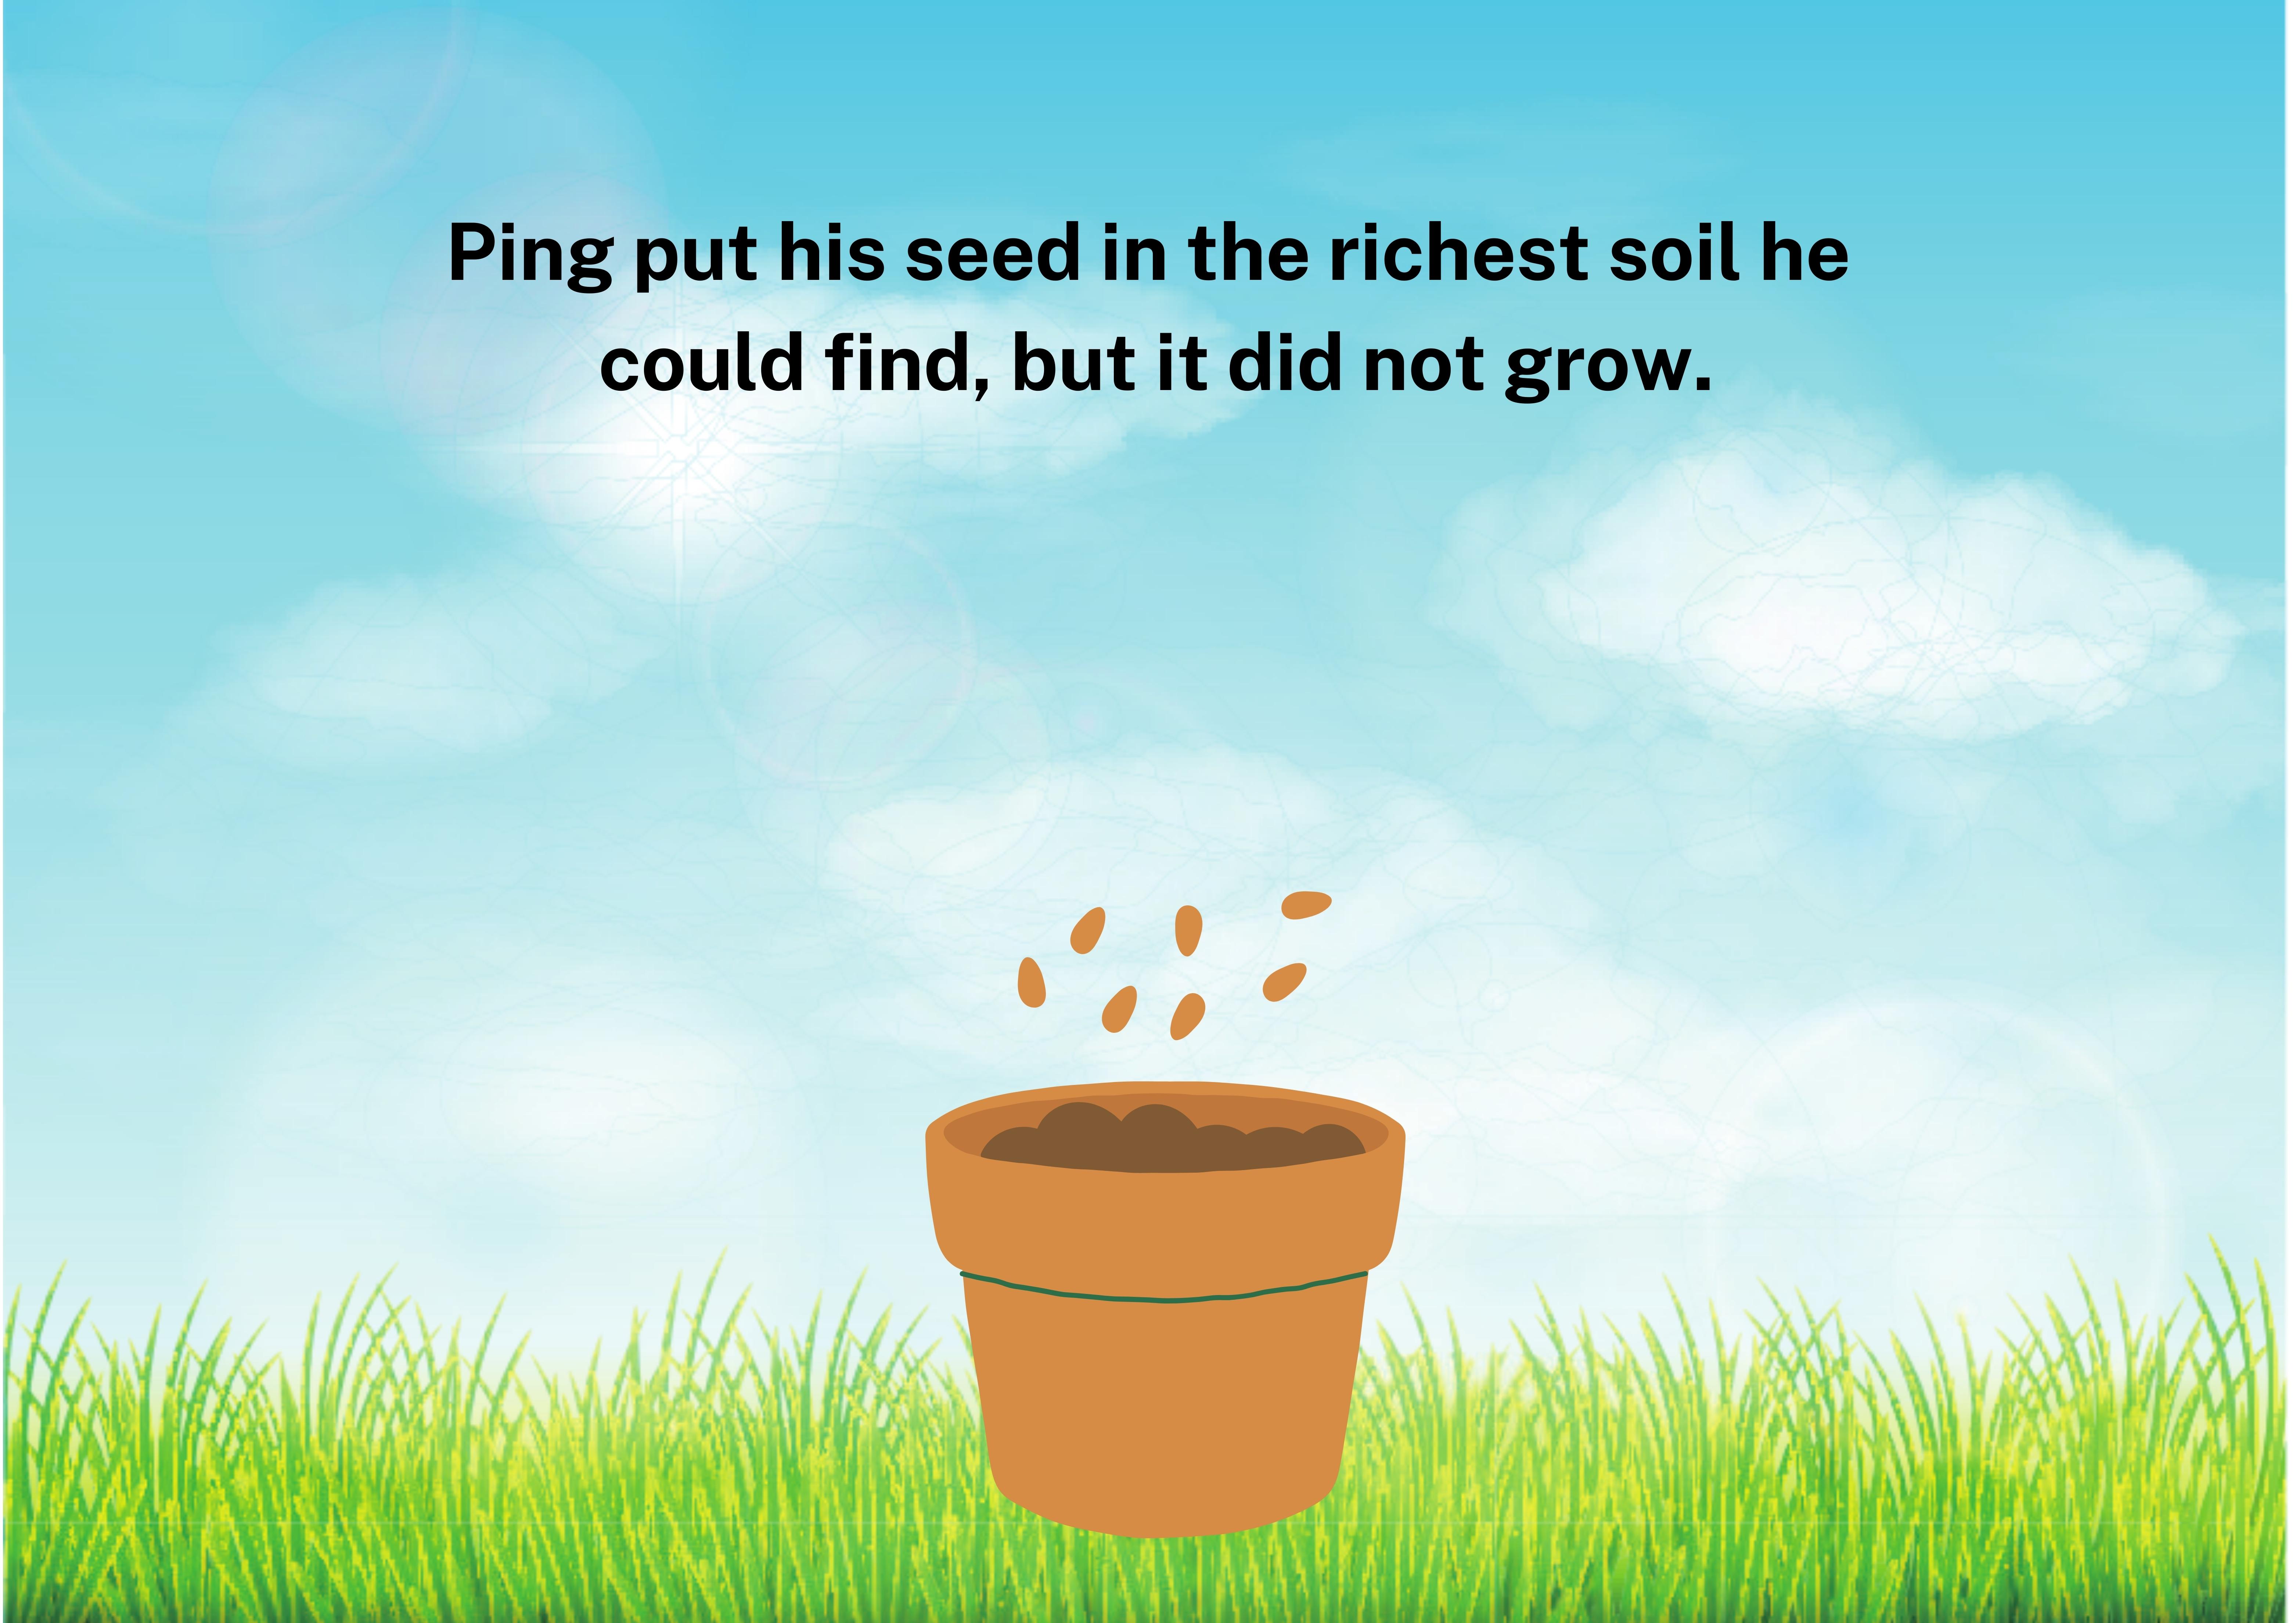 Ping put his seed in the richest soil he
could find, but it did not grow.